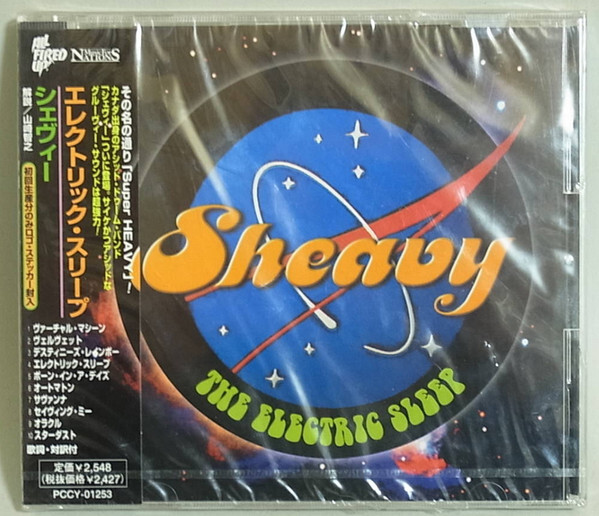 ALL FIRED UP
Music For NATIONS
その名の通り「Super HEAVY」!
カナダ出身のアシッド・ドゥーム・バンド
『シェヴィー』ついに登場。サイケかつアシッドな
グルーヴィー・サウンドは超強力!
エレクトリック・スリープ
シェヴィー
解説/山崎智之
初回生産分のみロゴ・ステッカー封入
1 ヴァーチャル・マシーン
2 ヴェルヴェット
3 デスティニーズ・レインボー
4 エレクトリック・スリープ
5 ボーン・イン・ア・デイズ
6 オートマトン
7 サヴァンナ
8 セイヴィング・ミー
9 オラクル
10 スターダスト
歌詞・対訳付
定価¥2,548
(税抜価格¥2,427)
PCCY-01253
Sheavy
THE ELECTRIC SLEEP